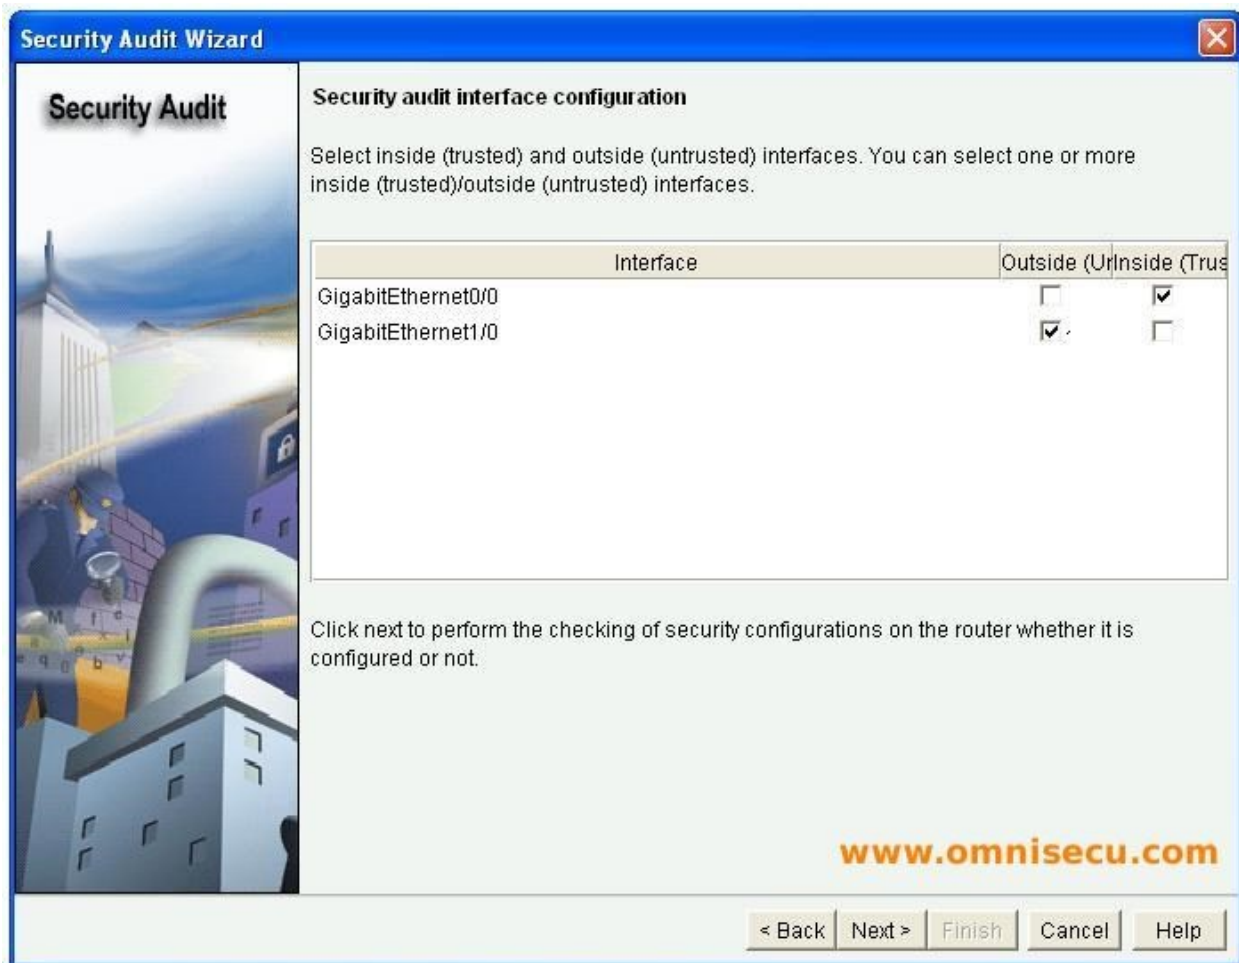 Security Audit Wizard
Security Audit
Security audit interface configuration
Select inside (trusted) and outside (untrusted) interfaces. You can select one or more
inside (trusted)/outside (untrusted) interfaces.
Interface Outside (Ur Inside (Trus
GigabitEthernet0/0
GigabitEthernet1/0
Click next to perform the checking of security configurations on the router whether it is
configured or not.
www.omnisecu.com
< Back Next > Finish Cancel Help